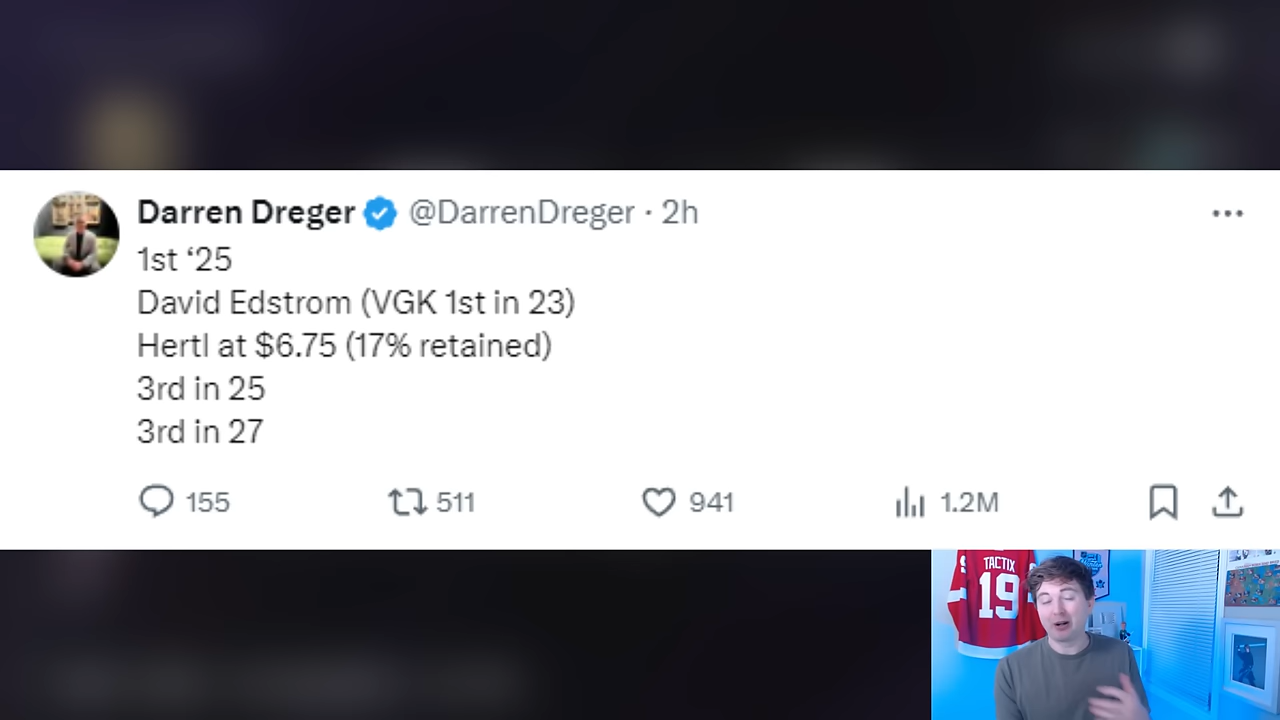 Darren Dreger @DarrenDreger · 2h
1st ‘25
David Edstrom (VGK 1st in 23)
Hertl at $6.75 (17% retained)
3rd in 25
3rd in 27
155 511 941 1.2M
TACTIX
19